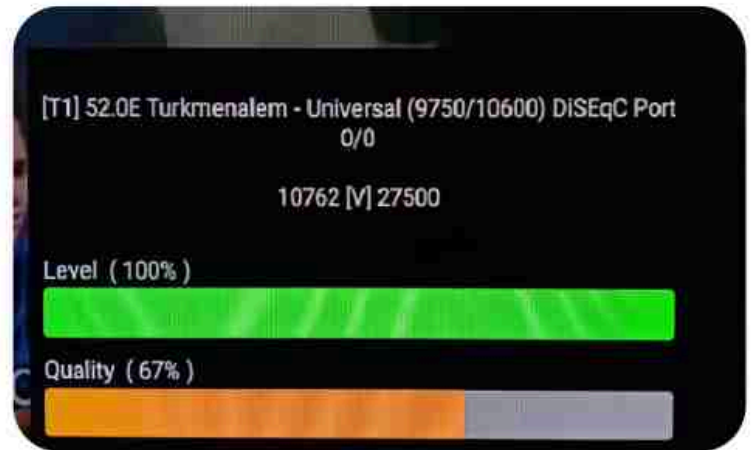 [T1] 52.0E Turkmenalem - Universal (9750/10600) DiSEqC Port
0/0
10762 [V] 27500
Level ( 100% )
Quality ( 67% )